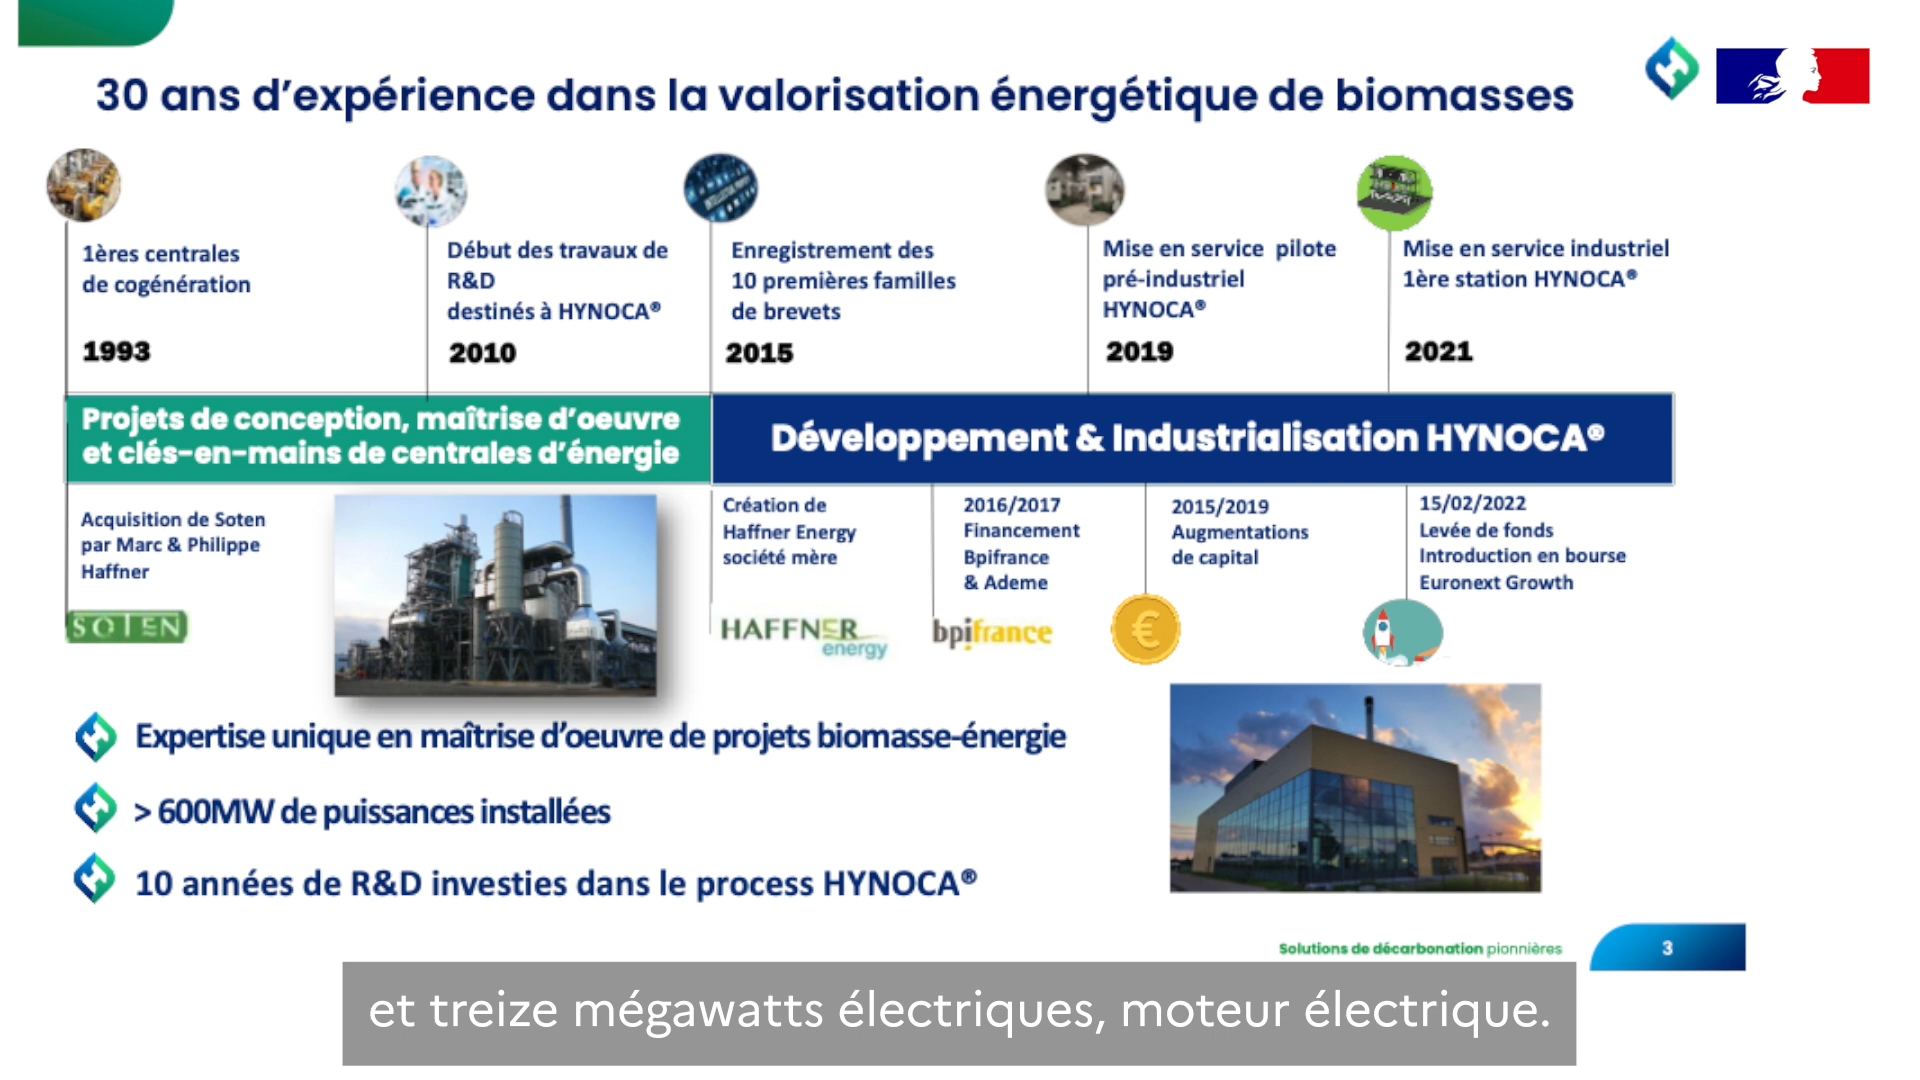 30 ans d'expérience dans la valorisation énergétique de biomasses
1ères centrales
de cogénération
1993
Début des travaux de
R&D
destinés à HYNOCA®
2010
Enregistrement des
10 premières familles
de brevets
2015
Mise en service pilote
pré-industriel
HYNOCA®
2019
Mise en service industriel
1ère station HYNOCA®
2021
Projets de conception, maîtrise d'oeuvre
et clés-en-mains de centrales d'énergie
Développement & Industrialisation HYNOCA®
Acquisition de Soten
par Marc & Philippe
Haffner
SOTEN
Création de
Haffner Energy
société mère
HAFFNER
energy
2016/2017
Financement
Bpifrance
& Ademe
bpifrance
2015/2019
Augmentations
de capital
€
15/02/2022
Levée de fonds
Introduction en bourse
Euronext Growth
Expertise unique en maîtrise d'oeuvre de projets biomasse-énergie
> 600MW de puissances installées
10 années de R&D investies dans le process HYNOCA®
Solutions de décarbonation pionnières
3
et treize mégawatts électriques, moteur électrique.